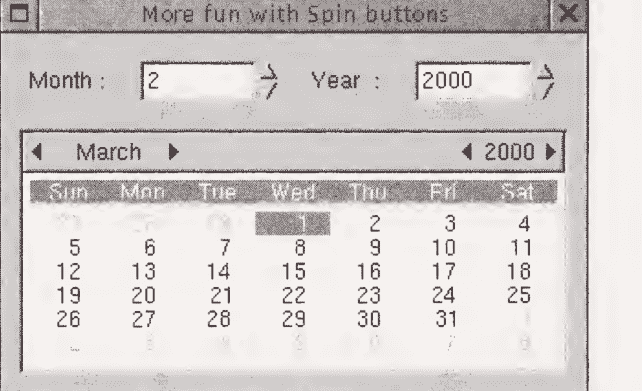 More fun with Spin buttons
Month : 2 Year : 2000
March 2000
Sun Mon Tue Wed Thu Fri Sat
1 2 3 4
5 6 7 8 9 10 11
12 13 14 15 16 17 18
19 20 21 22 23 24 25
26 27 28 29 30 31